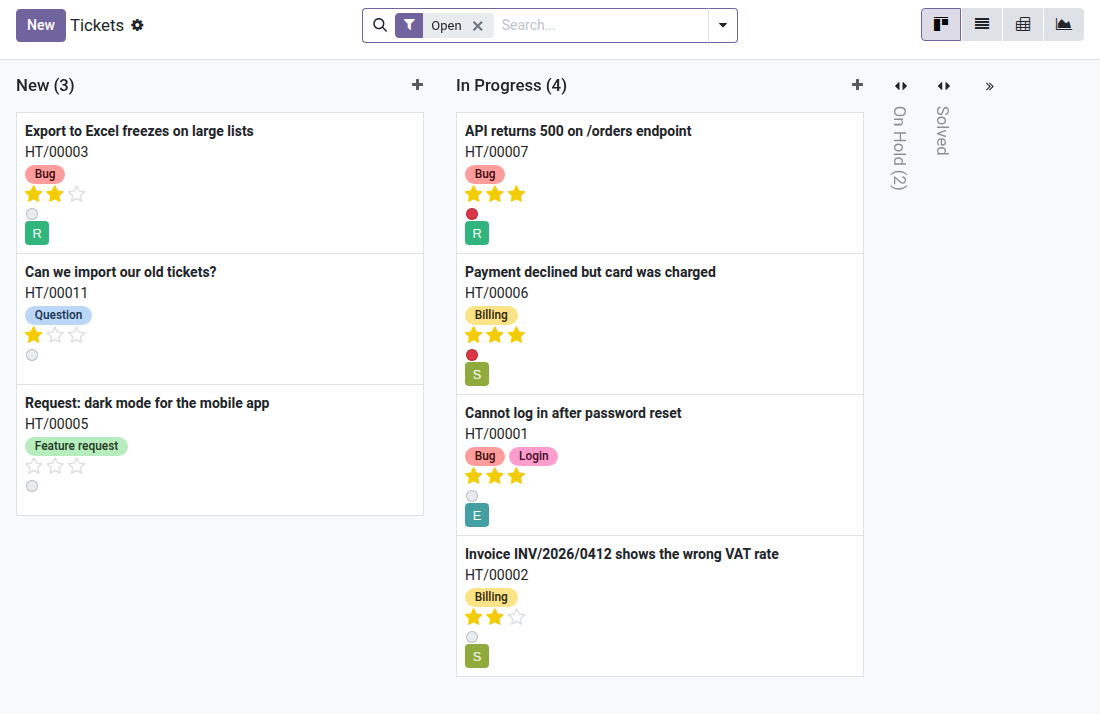 New Tickets Open Search...
New (3)
Export to Excel freezes on large lists
HT/00003
Bug
R
Can we import our old tickets?
HT/00011
Question
Request: dark mode for the mobile app
HT/00005
Feature request
In Progress (4)
API returns 500 on /orders endpoint
HT/00007
Bug
R
Payment declined but card was charged
HT/00006
Billing
S
Cannot log in after password reset
HT/00001
Bug Login
E
Invoice INV/2026/0412 shows the wrong VAT rate
HT/00002
Billing
S
On Hold (2)
Solved